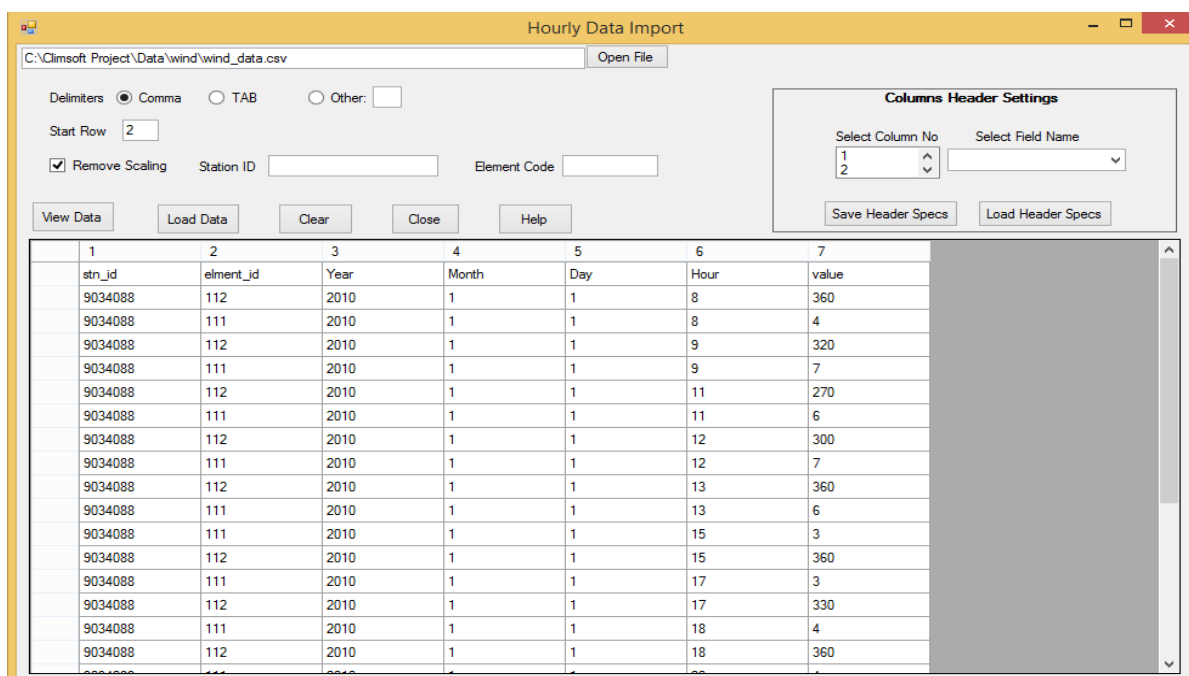 Hourly Data Import
C:\Climsoft Project\Data\wind\wind_data.csv Open File
Delimiters Comma TAB Other: Columns Header Settings
Start Row 2 Select Column No Select Field Name
Remove Scaling Station ID Element Code 1
2
View Data Load Data Clear Close Help Save Header Specs Load Header Specs
1 2 3 4 5 6 7
stn_id elment_id Year Month Day Hour value
9034088 112 2010 1 1 8 360
9034088 111 2010 1 1 8 4
9034088 112 2010 1 1 9 320
9034088 111 2010 1 1 9 7
9034088 112 2010 1 1 11 270
9034088 111 2010 1 1 11 6
9034088 112 2010 1 1 12 300
9034088 111 2010 1 1 12 7
9034088 112 2010 1 1 13 360
9034088 111 2010 1 1 13 6
9034088 111 2010 1 1 15 3
9034088 112 2010 1 1 15 360
9034088 111 2010 1 1 17 3
9034088 112 2010 1 1 17 330
9034088 111 2010 1 1 18 4
9034088 112 2010 1 1 18 360